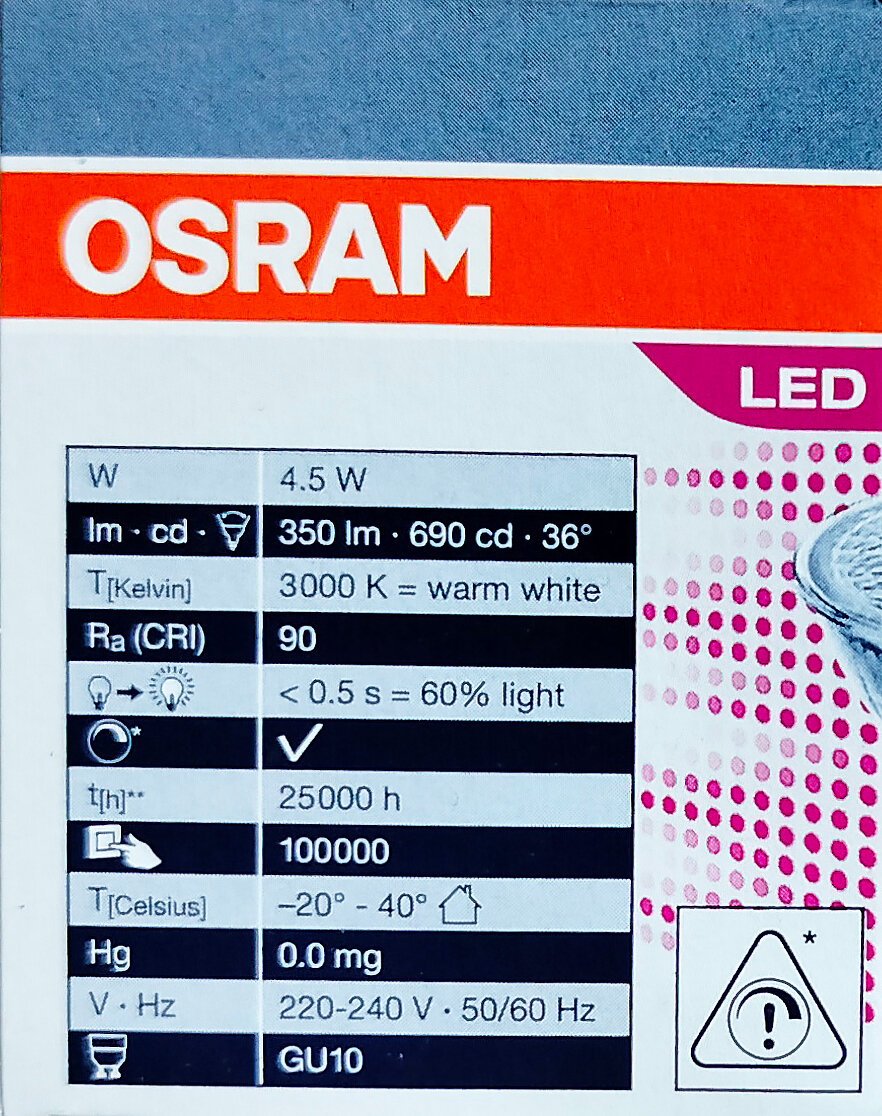 OSRAM
LED
W 4.5 W
lm · cd · 350 lm · 690 cd · 36°
T[Kelvin] 3000 K = warm white
Ra (CRI) 90
< 0.5 s = 60% light
* ✓
t[h]** 25000 h
100000
T[Celsius] –20° - 40°
Hg 0.0 mg
V · Hz 220-240 V · 50/60 Hz
GU10
! *